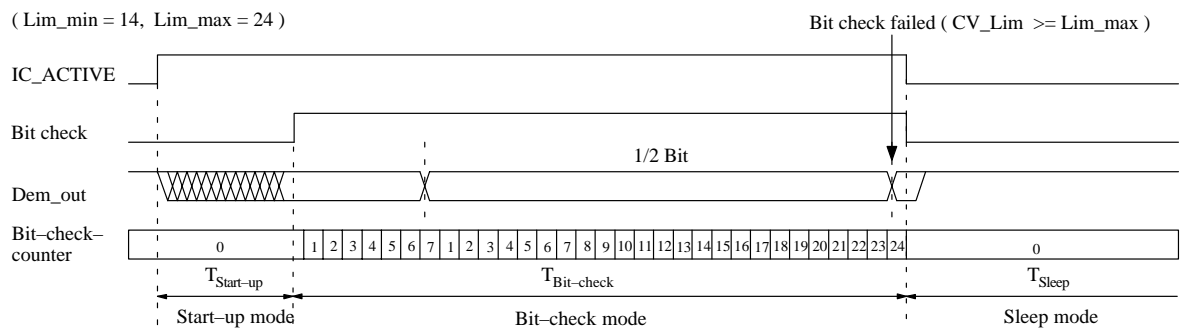 ( Lim_min = 14, Lim_max = 24 )
Bit check failed ( CV_Lim >= Lim_max )
IC_ACTIVE
Bit check
1/2 Bit
Dem_out
Bit–check–
counter
0 1 2 3 4 5 6 7 1 2 3 4 5 6 7 8 9 10 11 12 13 14 15 16 17 18 19 20 21 22 23 24 0
TStart–up TBit–check TSleep
Start–up mode Bit–check mode Sleep mode